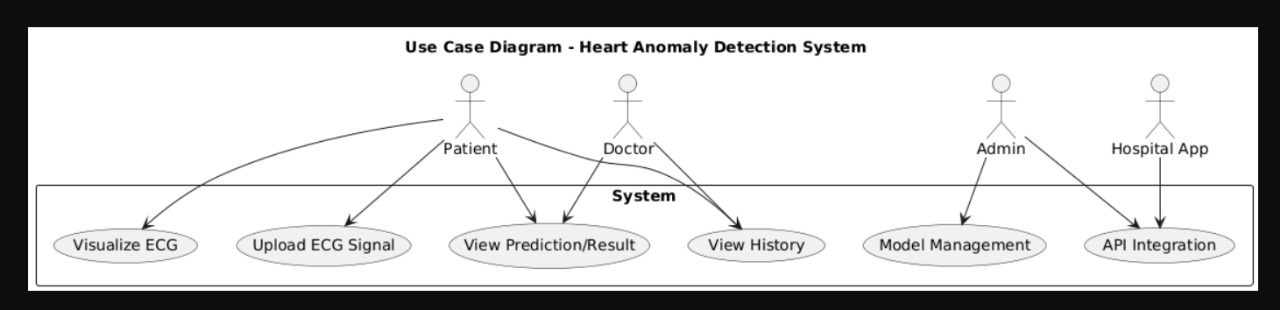 Use Case Diagram - Heart Anomaly Detection System
Patient
Doctor
Admin
Hospital App
System
Visualize ECG
Upload ECG Signal
View Prediction/Result
View History
Model Management
API Integration